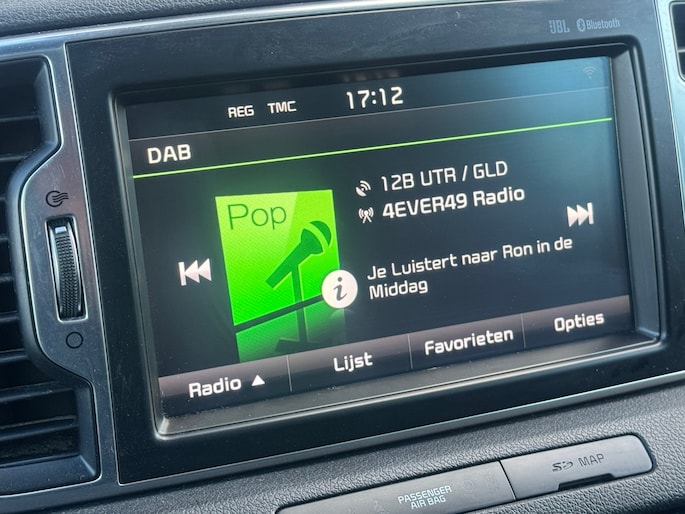 JBL Bluetooth
REG TMC 17:12
DAB
12B UTR / GLD
4EVER49 Radio
Pop
i
Je Luistert naar Ron in de
Middag
Radio ▲ Lijst Favorieten Opties
SD MAP
PASSENGER
AIR BAG